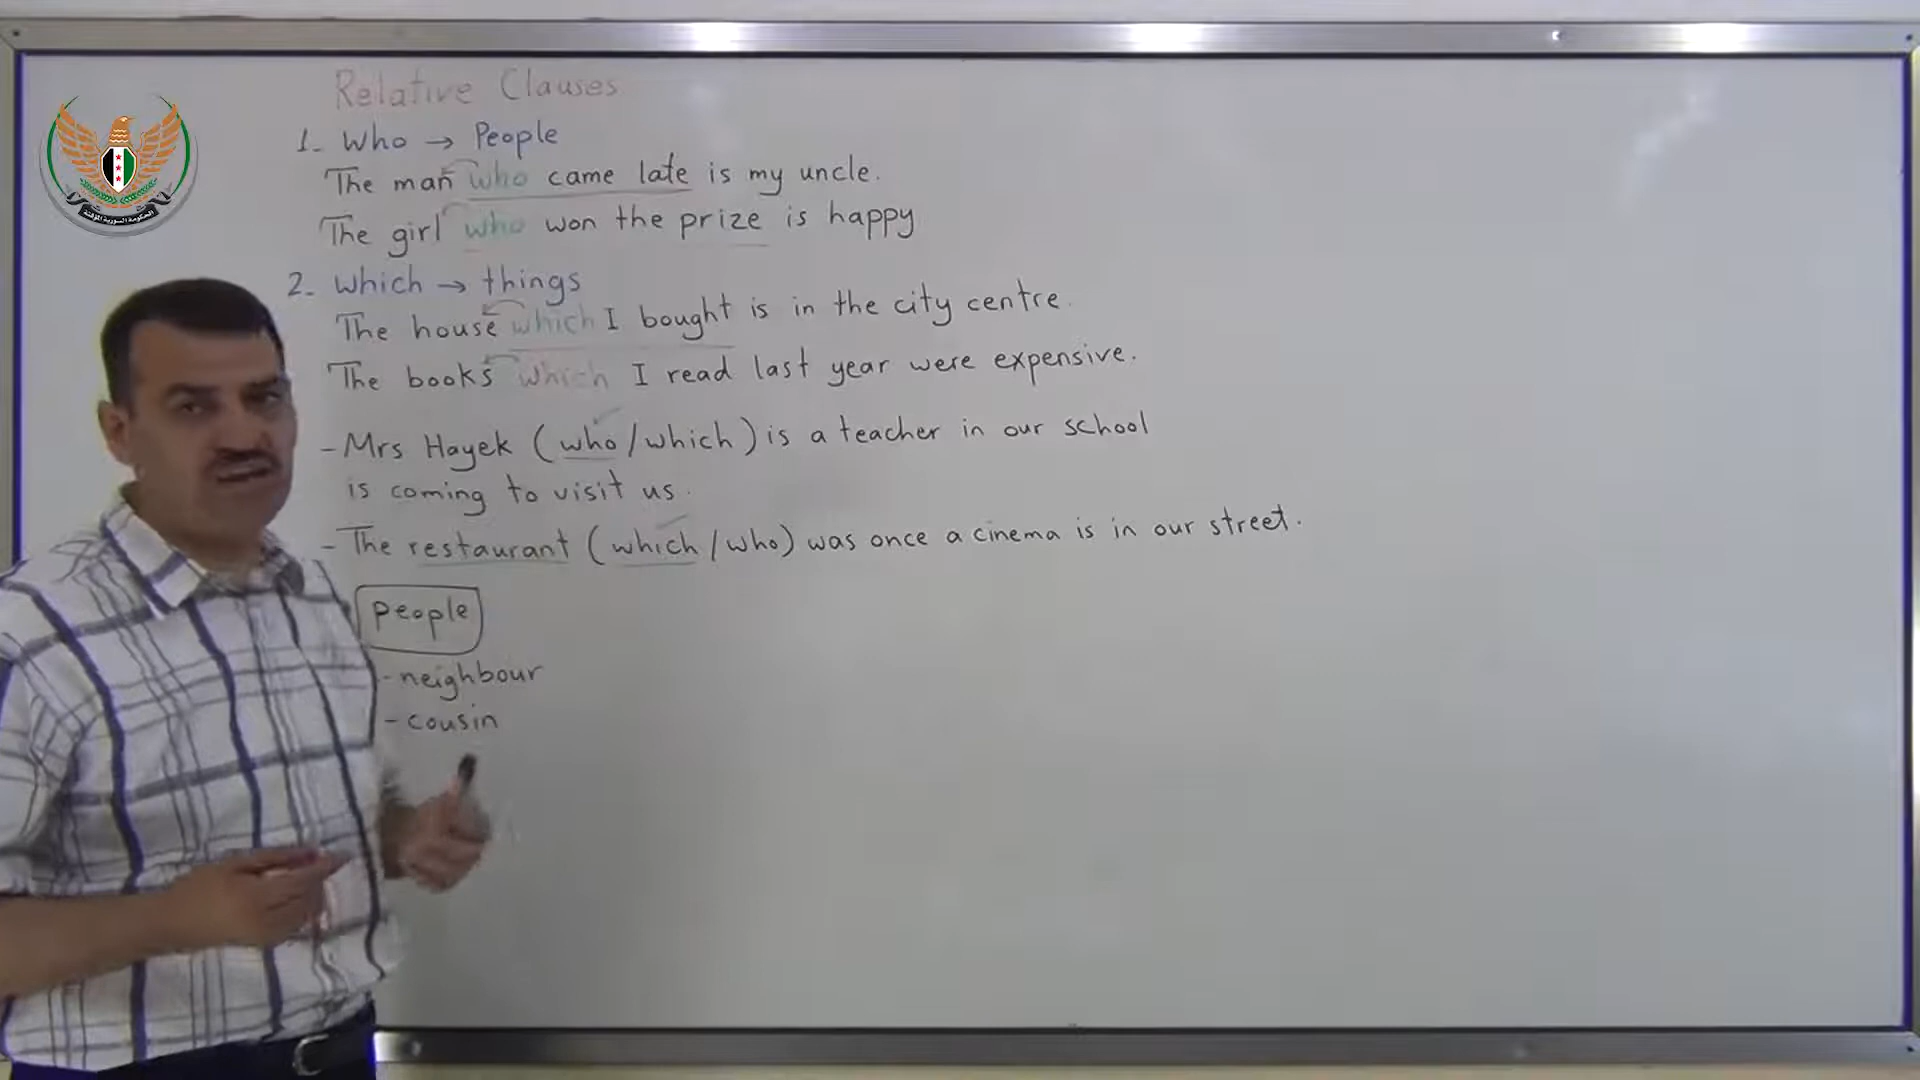 Relative Clauses
1- Who → People
The man who came late is my uncle.
The girl who won the prize is happy
2- Which → things
The house which I bought is in the city centre.
The books which I read last year were expensive.
- Mrs Hayek (who/which) is a teacher in our school
is coming to visit us.
- The restaurant (which/who) was once a cinema is in our street.
people
- neighbour
- cousin
الحكومة السورية المؤقتة